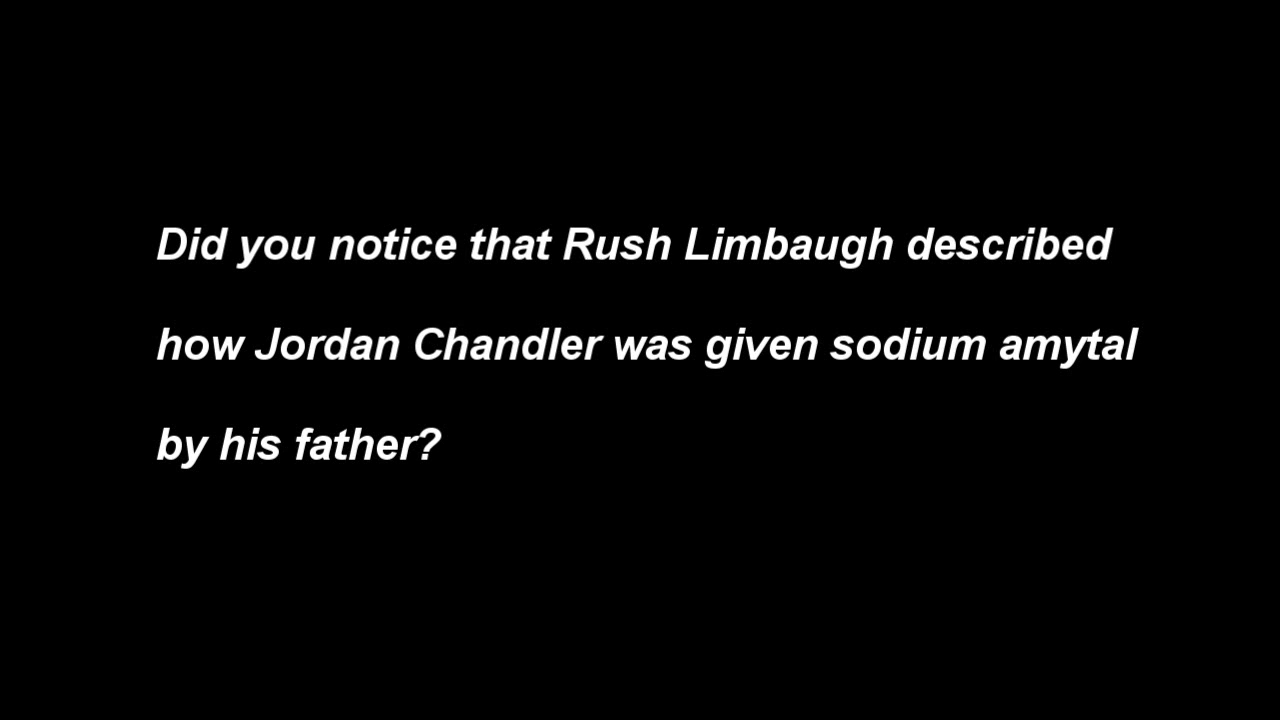 Did you notice that Rush Limbaugh described
how Jordan Chandler was given sodium amytal
by his father?